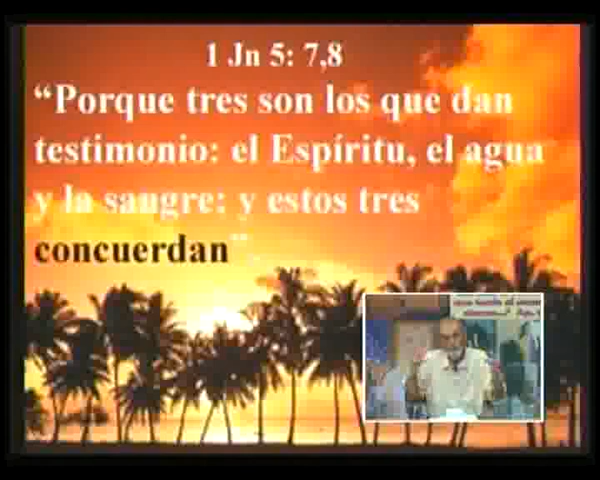 1 Jn 5: 7,8
“Porque tres son los que dan
testimonio: el Espíritu, el agua
y la sangre: y estos tres
concuerdan”.